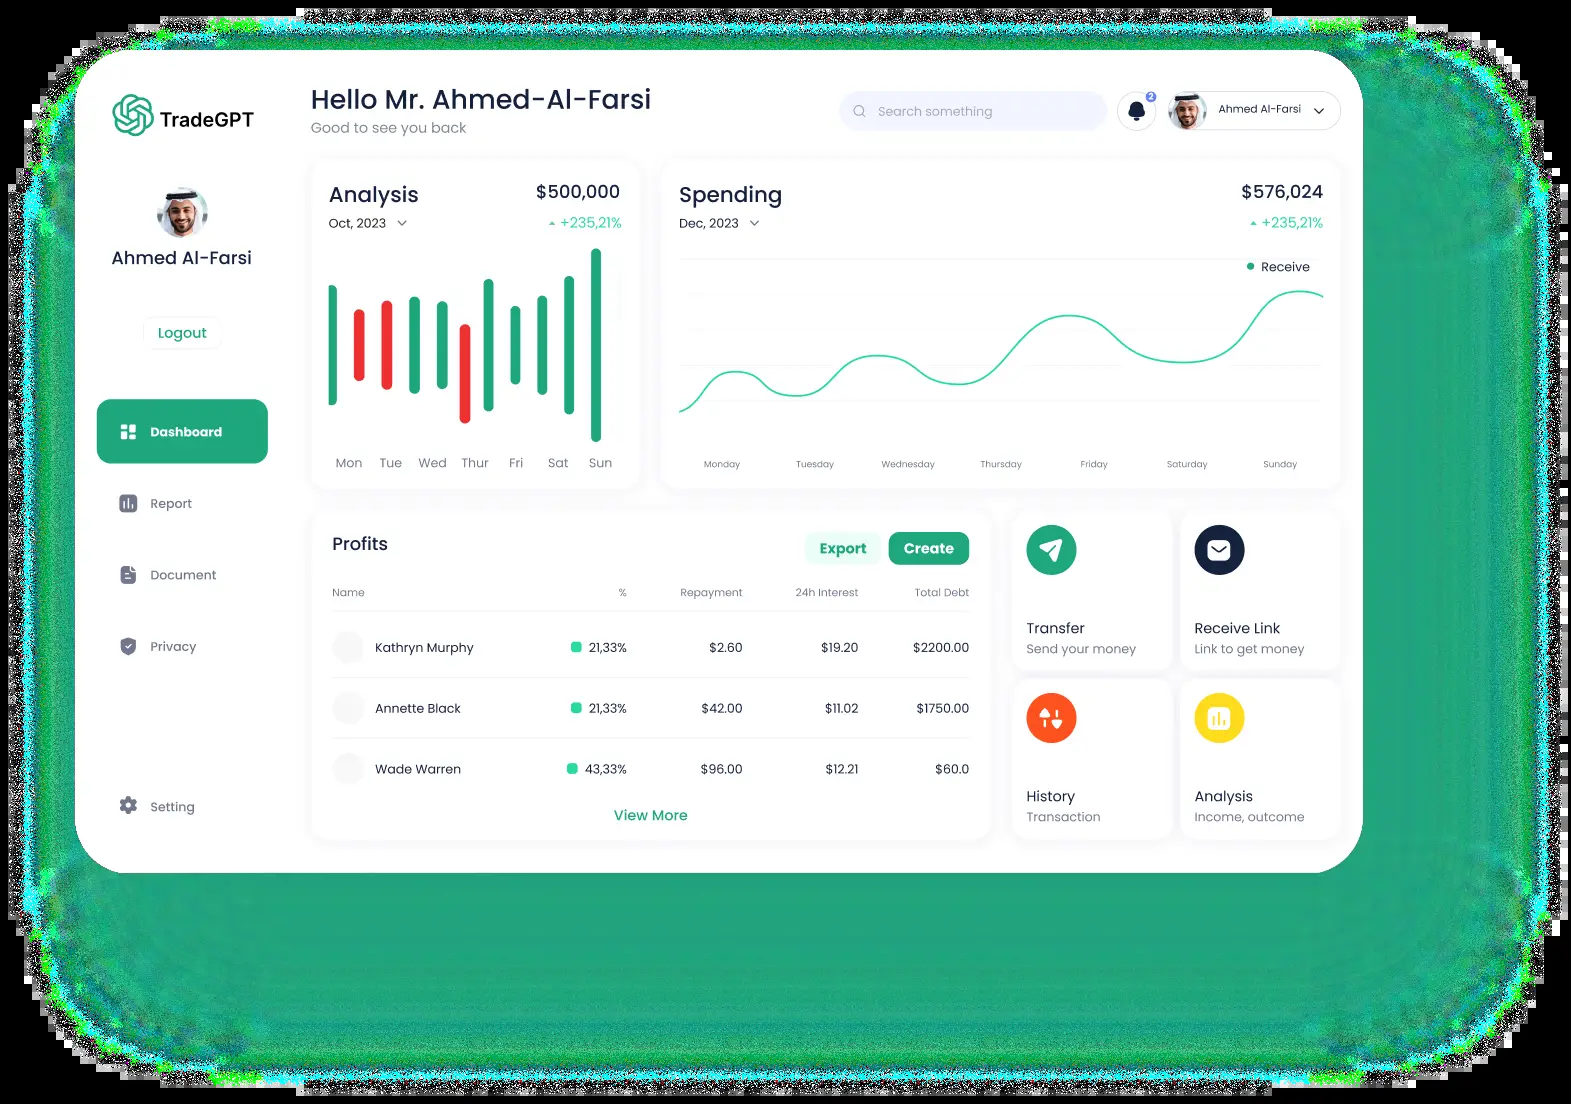 TradeGPT
Ahmed Al-Farsi
Logout
Dashboard
Report
Document
Privacy
Setting
Hello Mr. Ahmed-Al-Farsi
Good to see you back
Search something
2
Ahmed Al-Farsi
Analysis $500,000
Oct, 2023 +235,21%
Mon Tue Wed Thur Fri Sat Sun
Spending $576,024
Dec, 2023 +235,21%
Receive
Monday Tuesday Wednesday Thursday Friday Saturday Sunday
Profits Export Create
Name % Repayment 24h Interest Total Debt
Kathryn Murphy 21,33% $2.60 $19.20 $2200.00
Annette Black 21,33% $42.00 $11.02 $1750.00
Wade Warren 43,33% $96.00 $12.21 $60.0
View More
Transfer
Send your money
Receive Link
Link to get money
History
Transaction
Analysis
Income, outcome